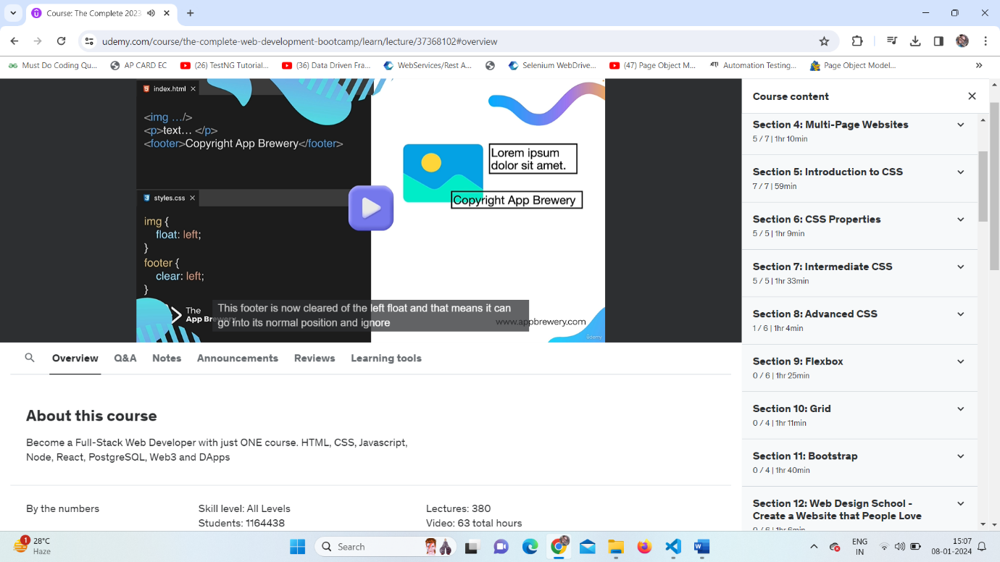 Course: The Complete 2023
udemy.com/course/the-complete-web-development-bootcamp/learn/lecture/37368102#overview
Must Do Coding Qu...
AP CARD EC
(26) TestNG Tutorial...
(36) Data Driven Fra...
WebServices/Rest A...
Selenium WebDrive...
(47) Page Object M...
Automation Testing...
Page Object Model...
index.html
<img .../>
<p>text... </p>
<footer>Copyright App Brewery</footer>
styles.css
img {
float: left;
}
footer {
clear: left;
}
The
App Brewery
Lorem ipsum
dolor sit amet.
Copyright App Brewery
This footer is now cleared of the left float and that means it can
go into its normal position and ignore
www.appbrewery.com
ûdemy
Overview
Q&A
Notes
Announcements
Reviews
Learning tools
About this course
Become a Full-Stack Web Developer with just ONE course. HTML, CSS, Javascript,
Node, React, PostgreSQL, Web3 and DApps
By the numbers
Skill level: All Levels
Students: 1164438
Lectures: 380
Video: 63 total hours
Course content
Section 4: Multi-Page Websites
5 / 7 | 1hr 10min
Section 5: Introduction to CSS
7 / 7 | 59min
Section 6: CSS Properties
5 / 5 | 1hr 9min
Section 7: Intermediate CSS
5 / 5 | 1hr 33min
Section 8: Advanced CSS
1 / 6 | 1hr 4min
Section 9: Flexbox
0 / 6 | 1hr 25min
Section 10: Grid
0 / 4 | 1hr 11min
Section 11: Bootstrap
0 / 4 | 1hr 40min
Section 12: Web Design School -
Create a Website that People Love
0 / 6 | 1hr 6min
1
28°C
Haze
Search
ENG
IN
15:07
08-01-2024